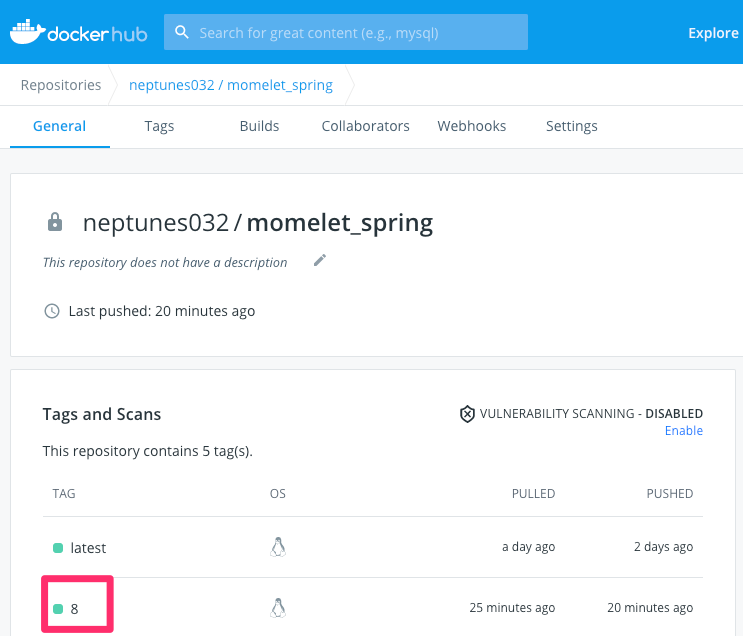 dockerhub Search for great content (e.g., mysql) Explore
Repositories neptunes032 / momelet_spring
General Tags Builds Collaborators Webhooks Settings
neptunes032 / momelet_spring
This repository does not have a description
Last pushed: 20 minutes ago
Tags and Scans VULNERABILITY SCANNING - DISABLED
Enable
This repository contains 5 tag(s).
TAG OS PULLED PUSHED
latest a day ago 2 days ago
8 25 minutes ago 20 minutes ago